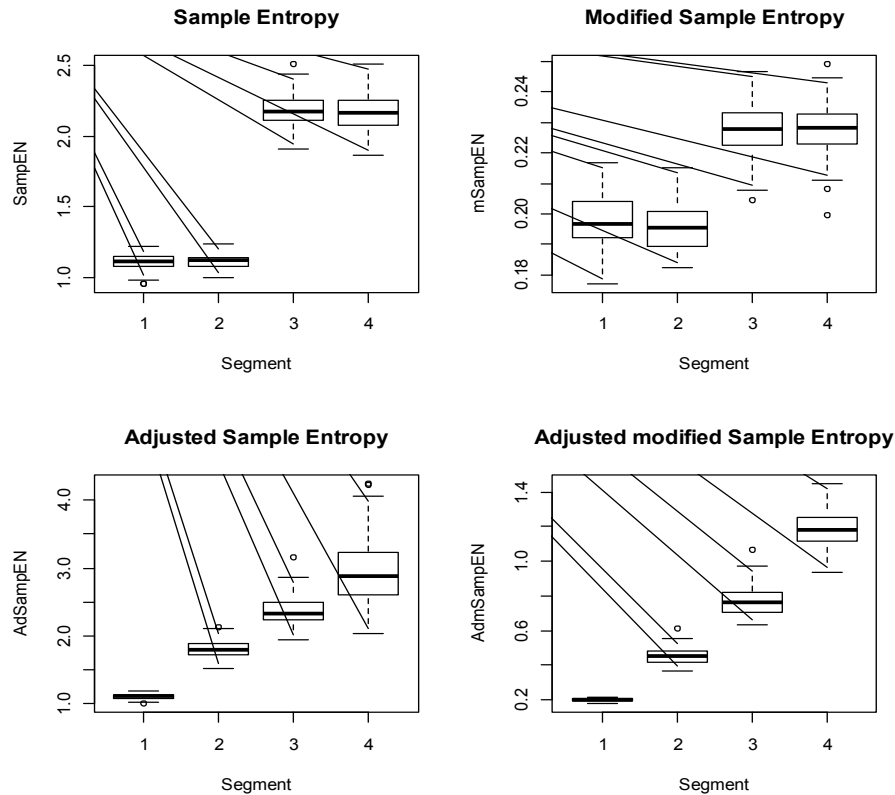 Sample Entropy
SampEN
2.5
2.0
1.5
1.0
1 2 3 4
Segment
Modified Sample Entropy
mSampEN
0.24
0.22
0.20
0.18
1 2 3 4
Segment
Adjusted Sample Entropy
AdSampEN
4.0
3.0
2.0
1.0
1 2 3 4
Segment
Adjusted modified Sample Entropy
AdmSampEN
1.4
1.0
0.6
0.2
1 2 3 4
Segment